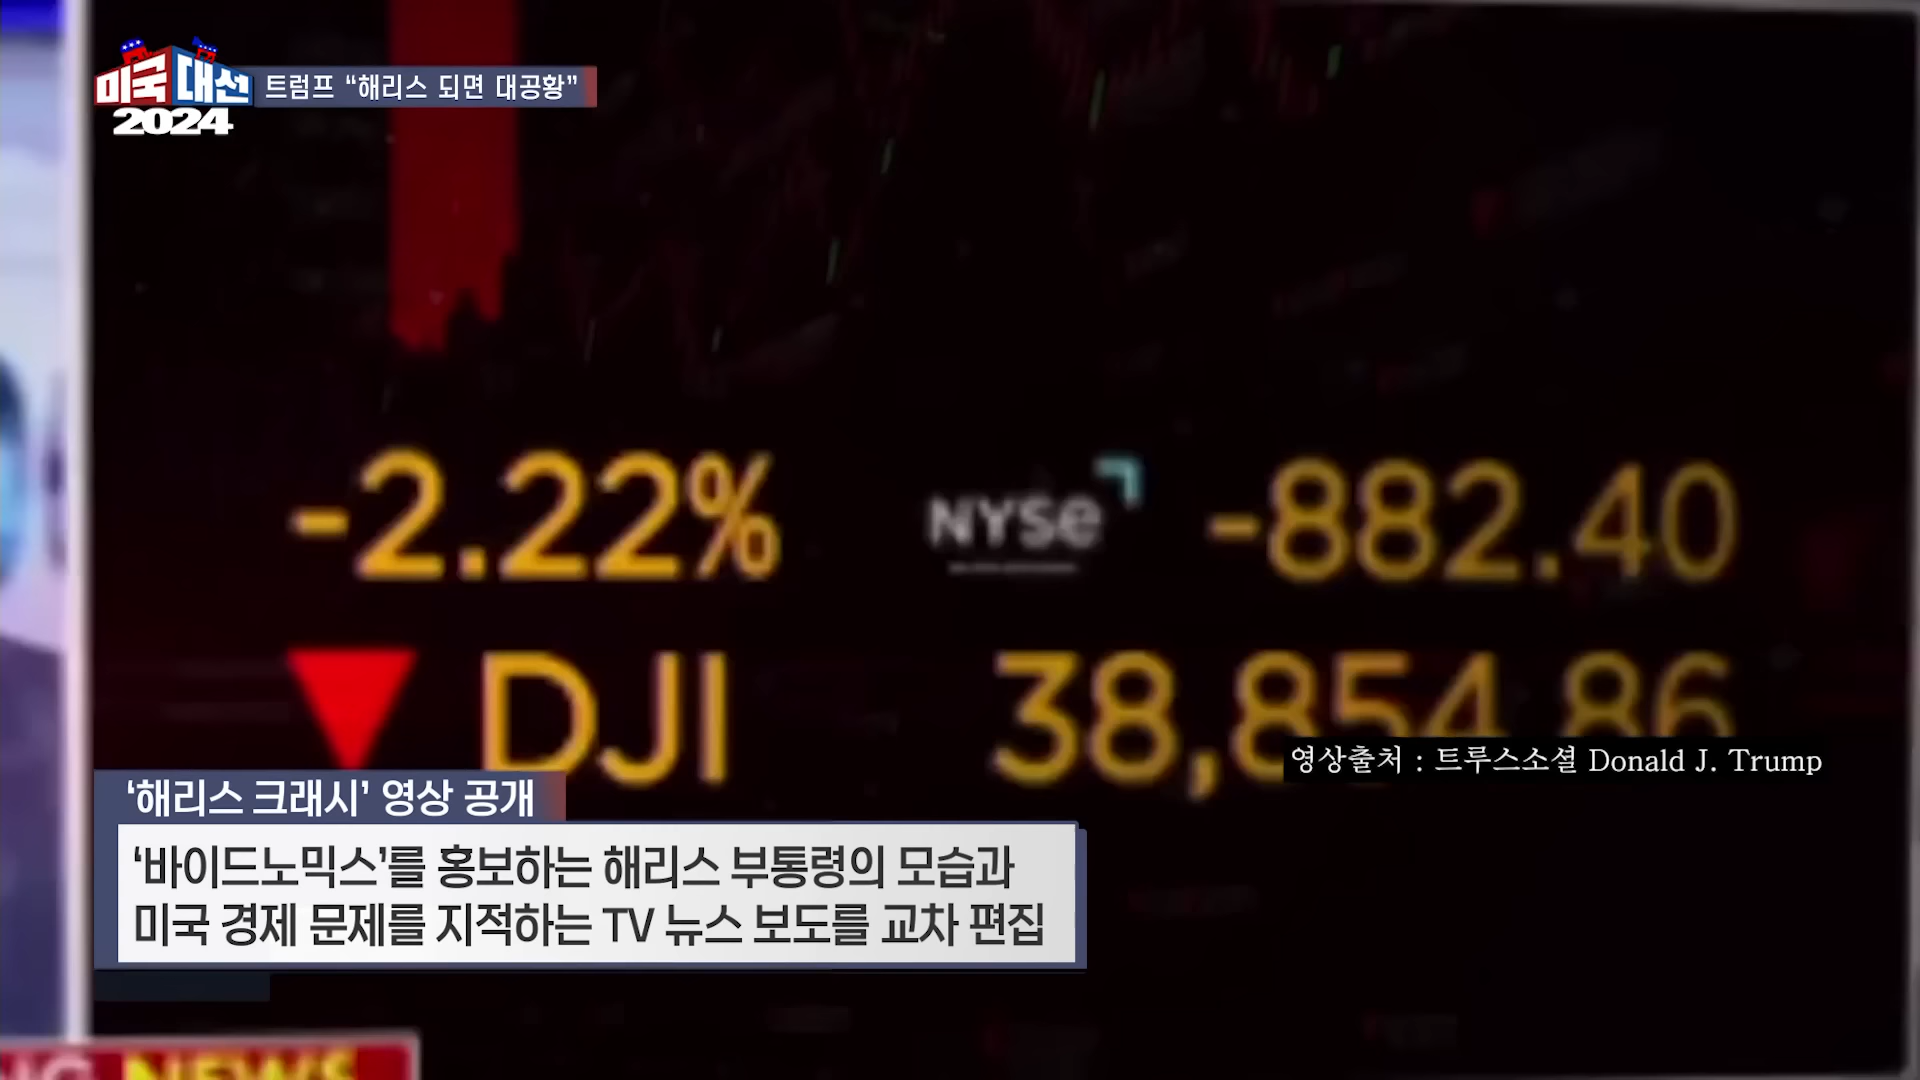 미국 대선
2024
트럼프 “해리스 되면 대공황”
-2.22% NYSE -882.40
DJI 38,854.86
영상출처 : 트루스소셜 Donald J. Trump
‘해리스 크래시’ 영상 공개
‘바이드노믹스’를 홍보하는 해리스 부통령의 모습과
미국 경제 문제를 지적하는 TV 뉴스 보도를 교차 편집
NEWS